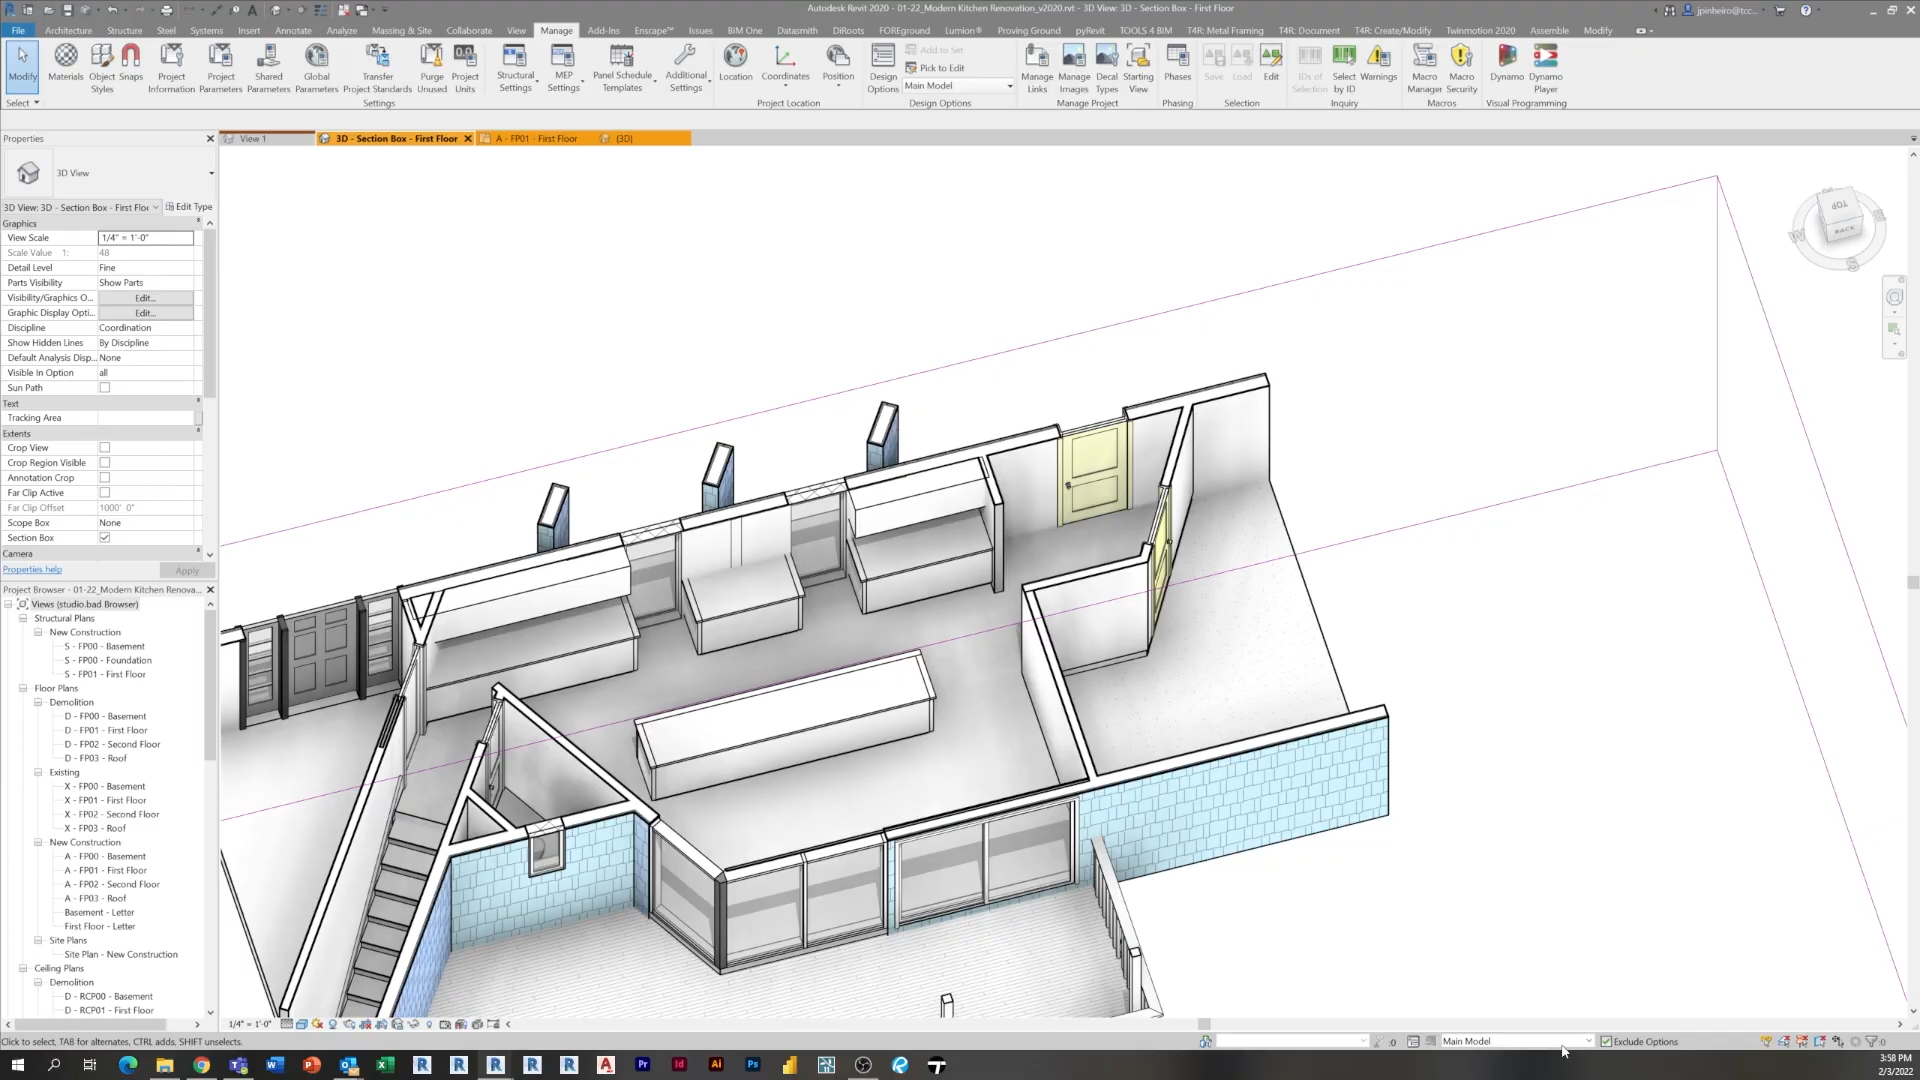 Autodesk Revit 2020 - 01-22_Modern Kitchen Renovation_v2020.rvt - 3D View: 3D - Section Box - First Floor
jpinheiro@tcc...
File Architecture Structure Steel Systems Insert Annotate Analyze Massing & Site Collaborate View Manage Add-Ins Enscape™ Issues BIM One Datasmith DiRoots FOREground Lumion® Proving Ground pyRevit TOOLS 4 BIM T4R: Metal Framing T4R: Document T4R: Create/Modify Twinmotion 2020 Assemble Modify
Modify
Materials
Object Styles
Snaps
Project Information
Project Parameters
Shared Parameters
Global Parameters
Transfer Project Standards
Purge Unused
Project Units
Structural Settings
MEP Settings
Panel Schedule Templates
Additional Settings
Location
Coordinates
Position
Design Options
Add to Set
Pick to Edit
Main Model
Manage Links
Manage Images
Decal Types
Starting View
Phases
Save
Load
Edit
IDs of Selection
Select by ID
Warnings
Macro Manager
Macro Security
Dynamo
Dynamo Player
Select
Settings
Project Location
Design Options
Manage Project
Phasing
Selection
Inquiry
Macros
Visual Programming
Properties
View 1
3D - Section Box - First Floor
A - FP01 - First Floor
{3D}
3D View
3D View: 3D - Section Box - First Floo
Edit Type
Graphics
View Scale 1/4" = 1'-0"
Scale Value 1: 48
Detail Level Fine
Parts Visibility Show Parts
Visibility/Graphics O... Edit...
Graphic Display Opti... Edit...
Discipline Coordination
Show Hidden Lines By Discipline
Default Analysis Disp... None
Visible In Option all
Sun Path
Text
Tracking Area
Extents
Crop View
Crop Region Visible
Annotation Crop
Far Clip Active
Far Clip Offset 1000' 0"
Scope Box None
Section Box
Camera
Properties help Apply
Project Browser - 01-22_Modern Kitchen Renova...
Views (studio.bad Browser)
Structural Plans
New Construction
S - FP00 - Basement
S - FP00 - Foundation
S - FP01 - First Floor
Floor Plans
Demolition
D - FP00 - Basement
D - FP01 - First Floor
D - FP02 - Second Floor
D - FP03 - Roof
Existing
X - FP00 - Basement
X - FP01 - First Floor
X - FP02 - Second Floor
X - FP03 - Roof
New Construction
A - FP00 - Basement
A - FP01 - First Floor
A - FP02 - Second Floor
A - FP03 - Roof
Basement - Letter
First Floor - Letter
Site Plans
Site Plan - New Construction
Ceiling Plans
Demolition
D - RCP00 - Basement
D - RCP01 - First Floor
TOP
BACK
W
S
1/4" = 1'-0"
Click to select, TAB for alternates, CTRL adds, SHIFT unselects.
:0
Main Model
Exclude Options
:0
3:58 PM
2/3/2022